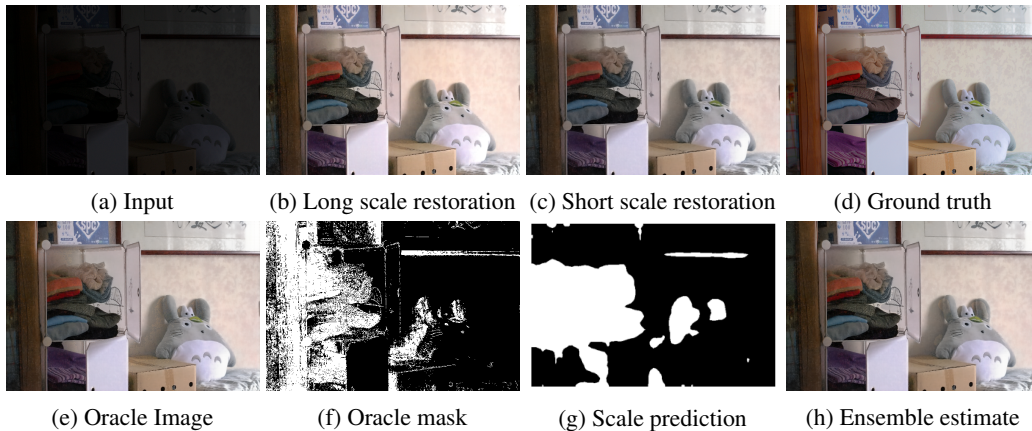 (a) Input
(b) Long scale restoration
(c) Short scale restoration
(d) Ground truth
(e) Oracle Image
(f) Oracle mask
(g) Scale prediction
(h) Ensemble estimate